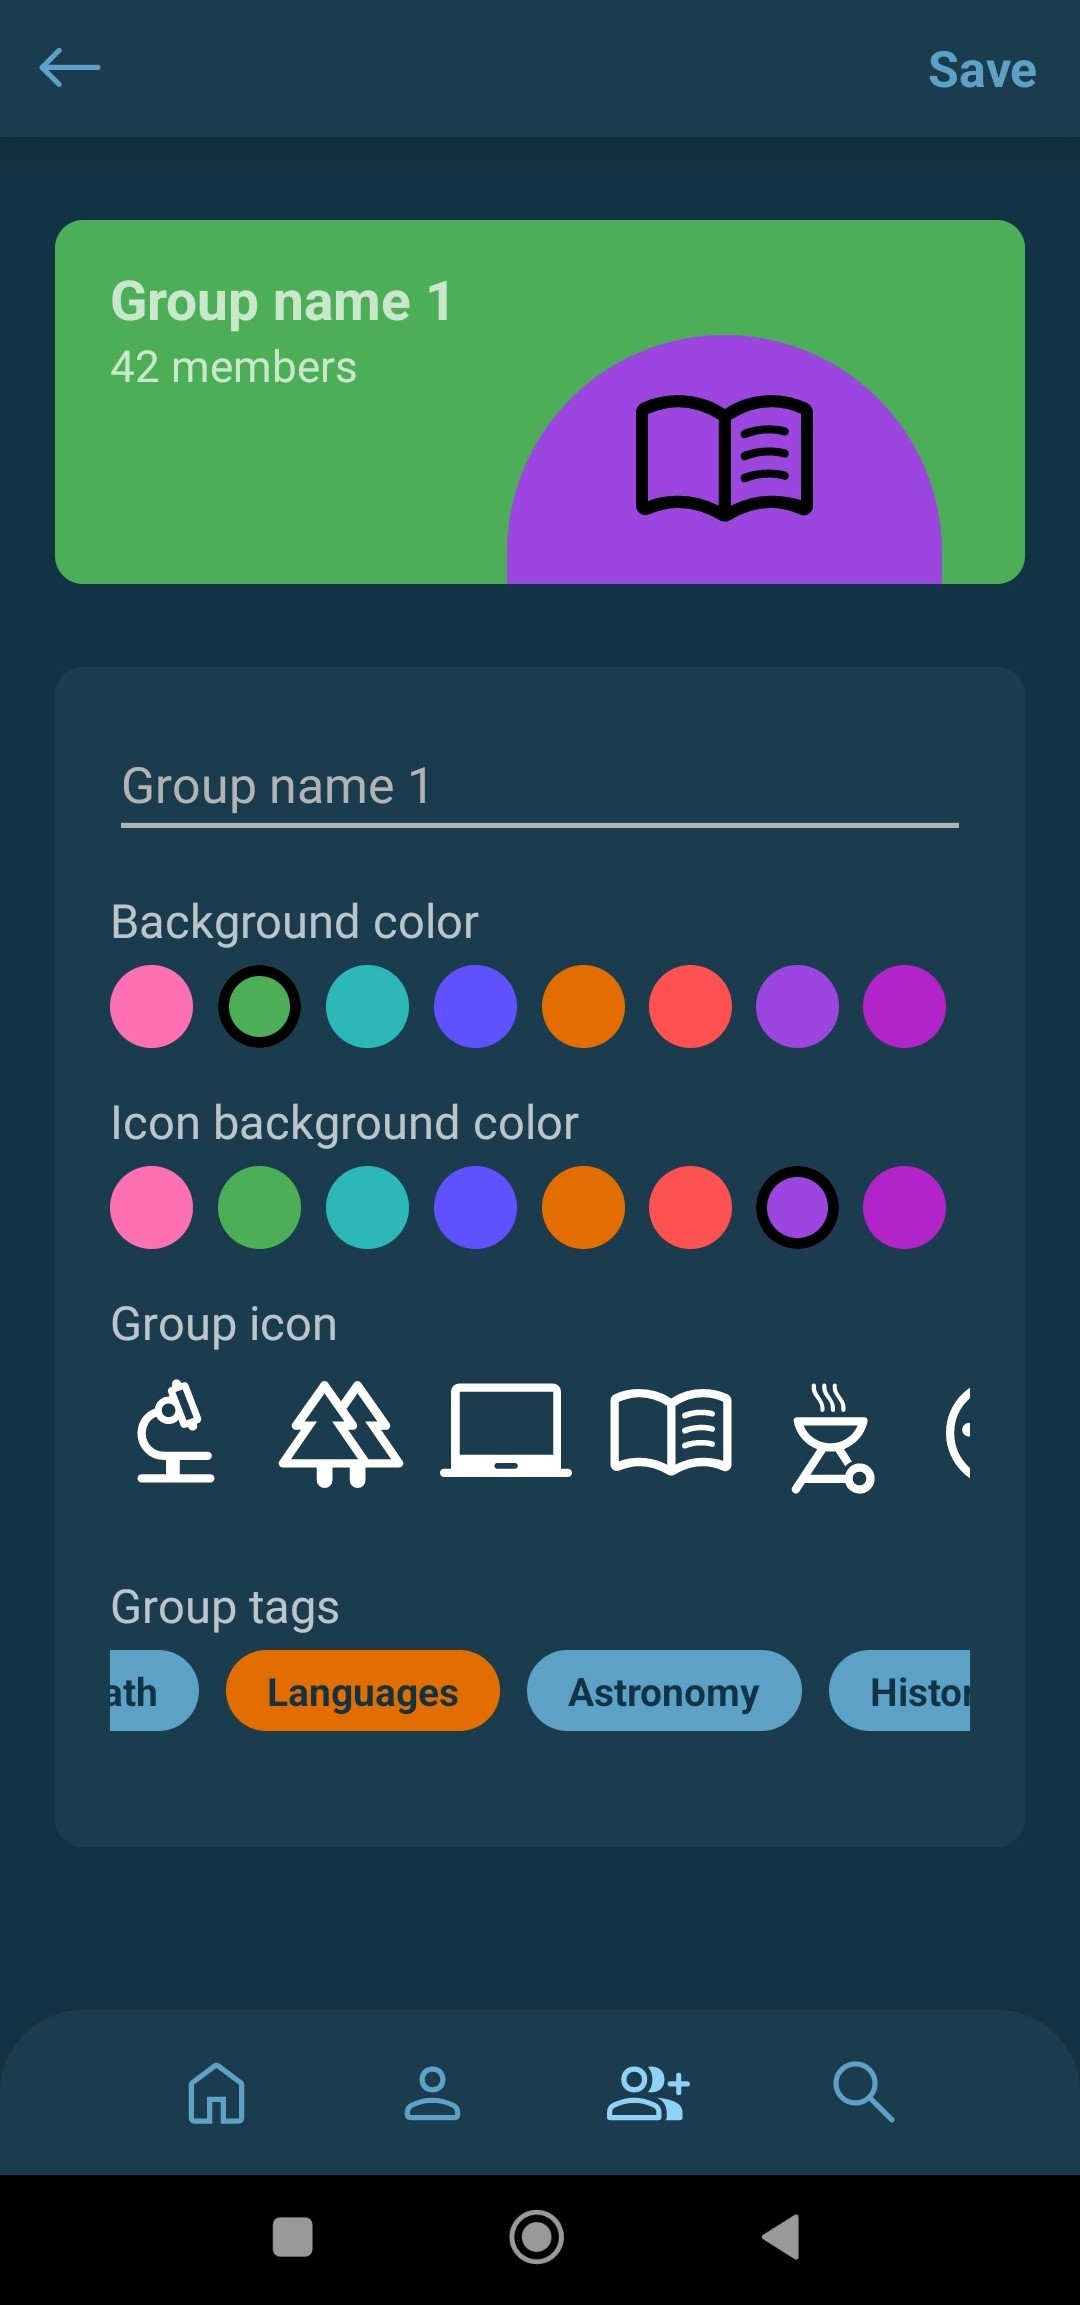 Save
Group name 1
42 members
Group name 1
Background color
Icon background color
Group icon
Group tags
ath Languages Astronomy Histor